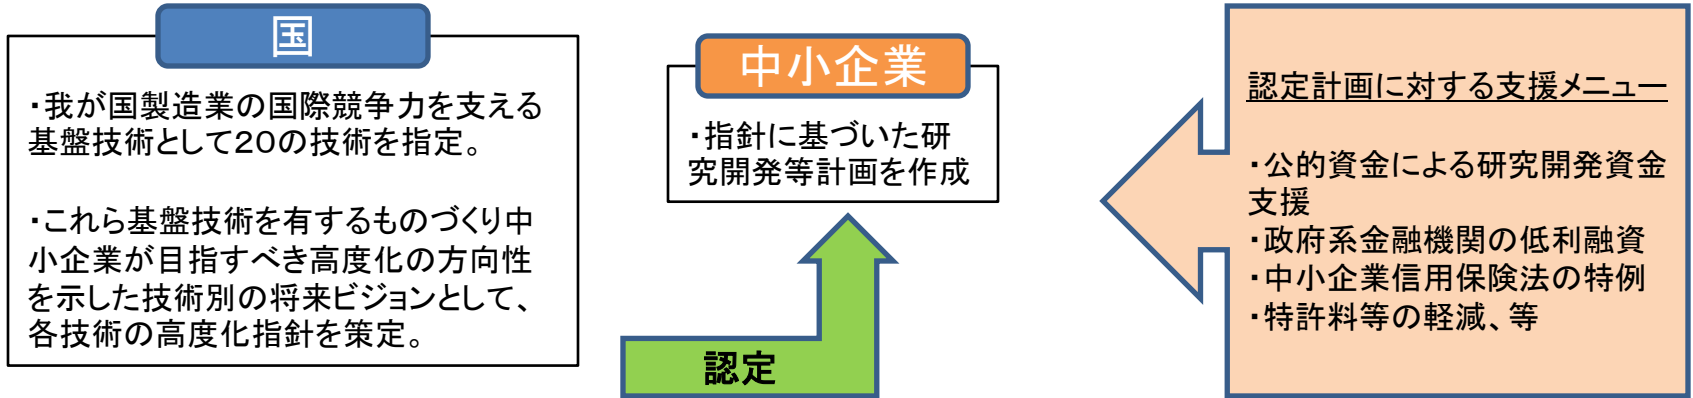 国
・我が国製造業の国際競争力を支える
基盤技術として20の技術を指定。
・これら基盤技術を有するものづくり中
小企業が目指すべき高度化の方向性
を示した技術別の将来ビジョンとして、
各技術の高度化指針を策定。
中小企業
・指針に基づいた研
究開発等計画を作成
認定
認定計画に対する支援メニュー
・公的資金による研究開発資金
支援
・政府系金融機関の低利融資
・中小企業信用保険法の特例
・特許料等の軽減、等